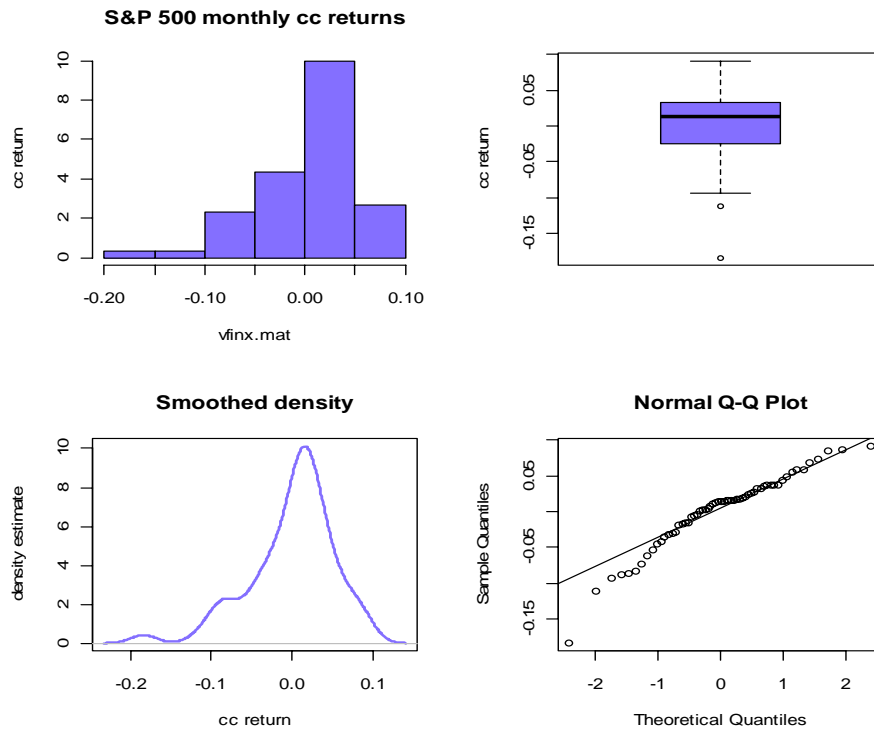 S&P 500 monthly cc returns
cc return
0 2 4 6 8 10
-0.20 -0.10 0.00 0.10
vfinx.mat
cc return
-0.15 -0.05 0.05
Smoothed density
density estimate
0 2 4 6 8 10
-0.2 -0.1 0.0 0.1
cc return
Normal Q-Q Plot
Sample Quantiles
-0.15 -0.05 0.05
-2 -1 0 1 2
Theoretical Quantiles